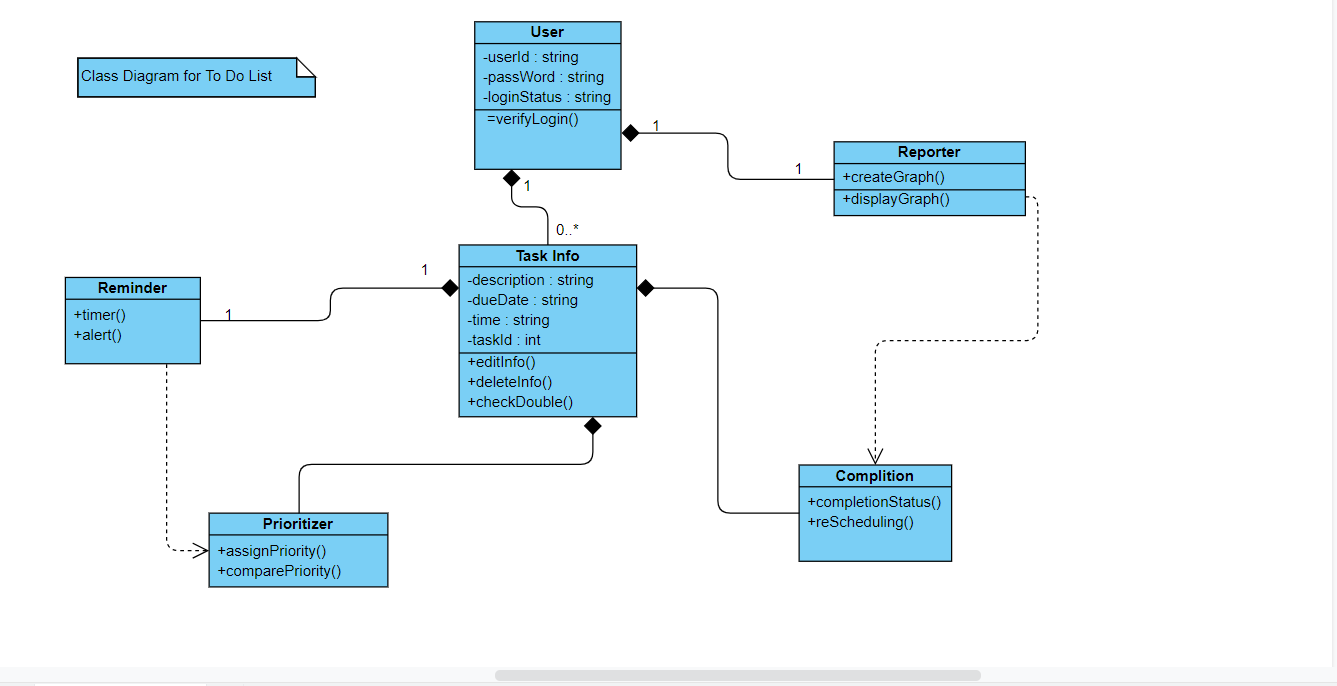 Class Diagram for To Do List
User
-userId : string
-passWord : string
-loginStatus : string
=verifyLogin()
1
1
Reporter
+createGraph()
+displayGraph()
1
0..*
Task Info
-description : string
-dueDate : string
-time : string
-taskId : int
+editInfo()
+deleteInfo()
+checkDouble()
1
1
Reminder
+timer()
+alert()
Prioritizer
+assignPriority()
+comparePriority()
Complition
+completionStatus()
+reScheduling()